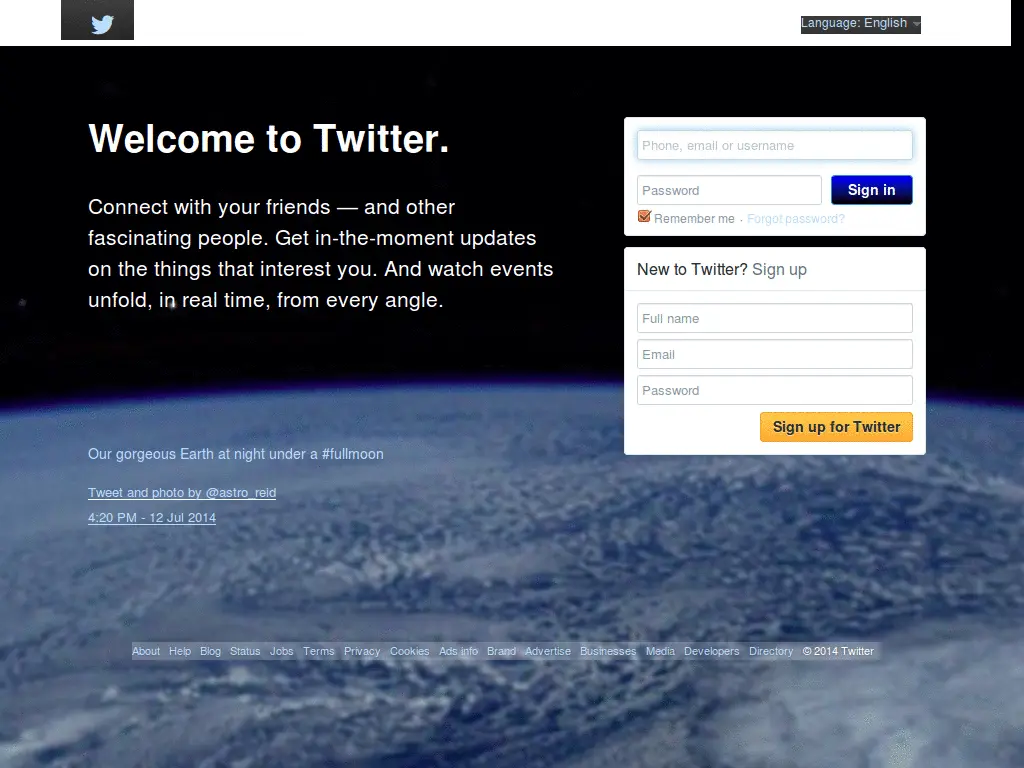 Language: English
Welcome to Twitter.
Connect with your friends — and other
fascinating people. Get in-the-moment updates
on the things that interest you. And watch events
unfold, in real time, from every angle.
Our gorgeous Earth at night under a #fullmoon
Tweet and photo by @astro_reid
4:20 PM - 12 Jul 2014
Phone, email or username
Password
Sign in
Remember me · Forgot password?
New to Twitter? Sign up
Full name
Email
Password
Sign up for Twitter
About Help Blog Status Jobs Terms Privacy Cookies Ads info Brand Advertise Businesses Media Developers Directory © 2014 Twitter